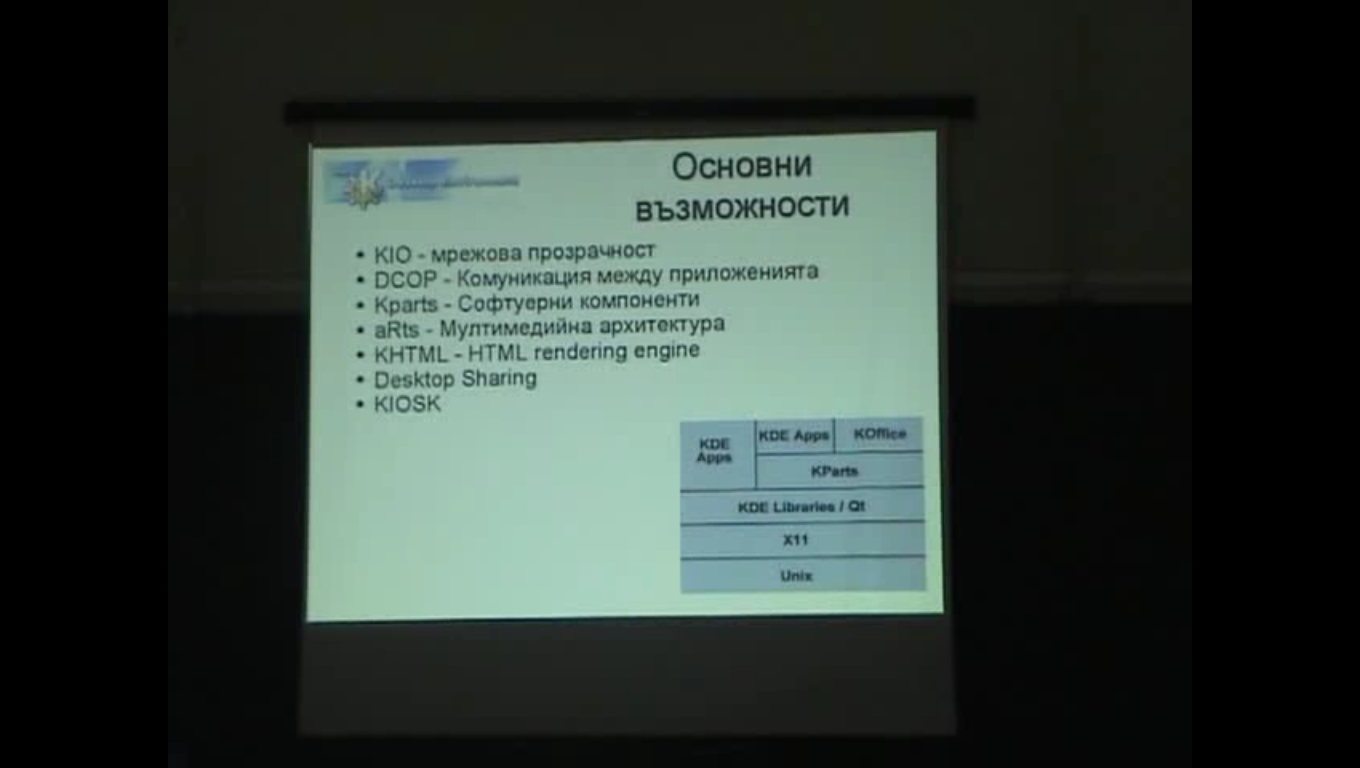 Основни
възможности
• KIO - мрежова прозрачност
• DCOP - Комуникация между приложенията
• Kparts - Софтуерни компоненти
• aRts - Мултимедийна архитектура
• KHTML - HTML rendering engine
• Desktop Sharing
• KIOSK
KDE
Apps
KDE Apps
KOffice
KParts
KDE Libraries / Qt
X11
Unix